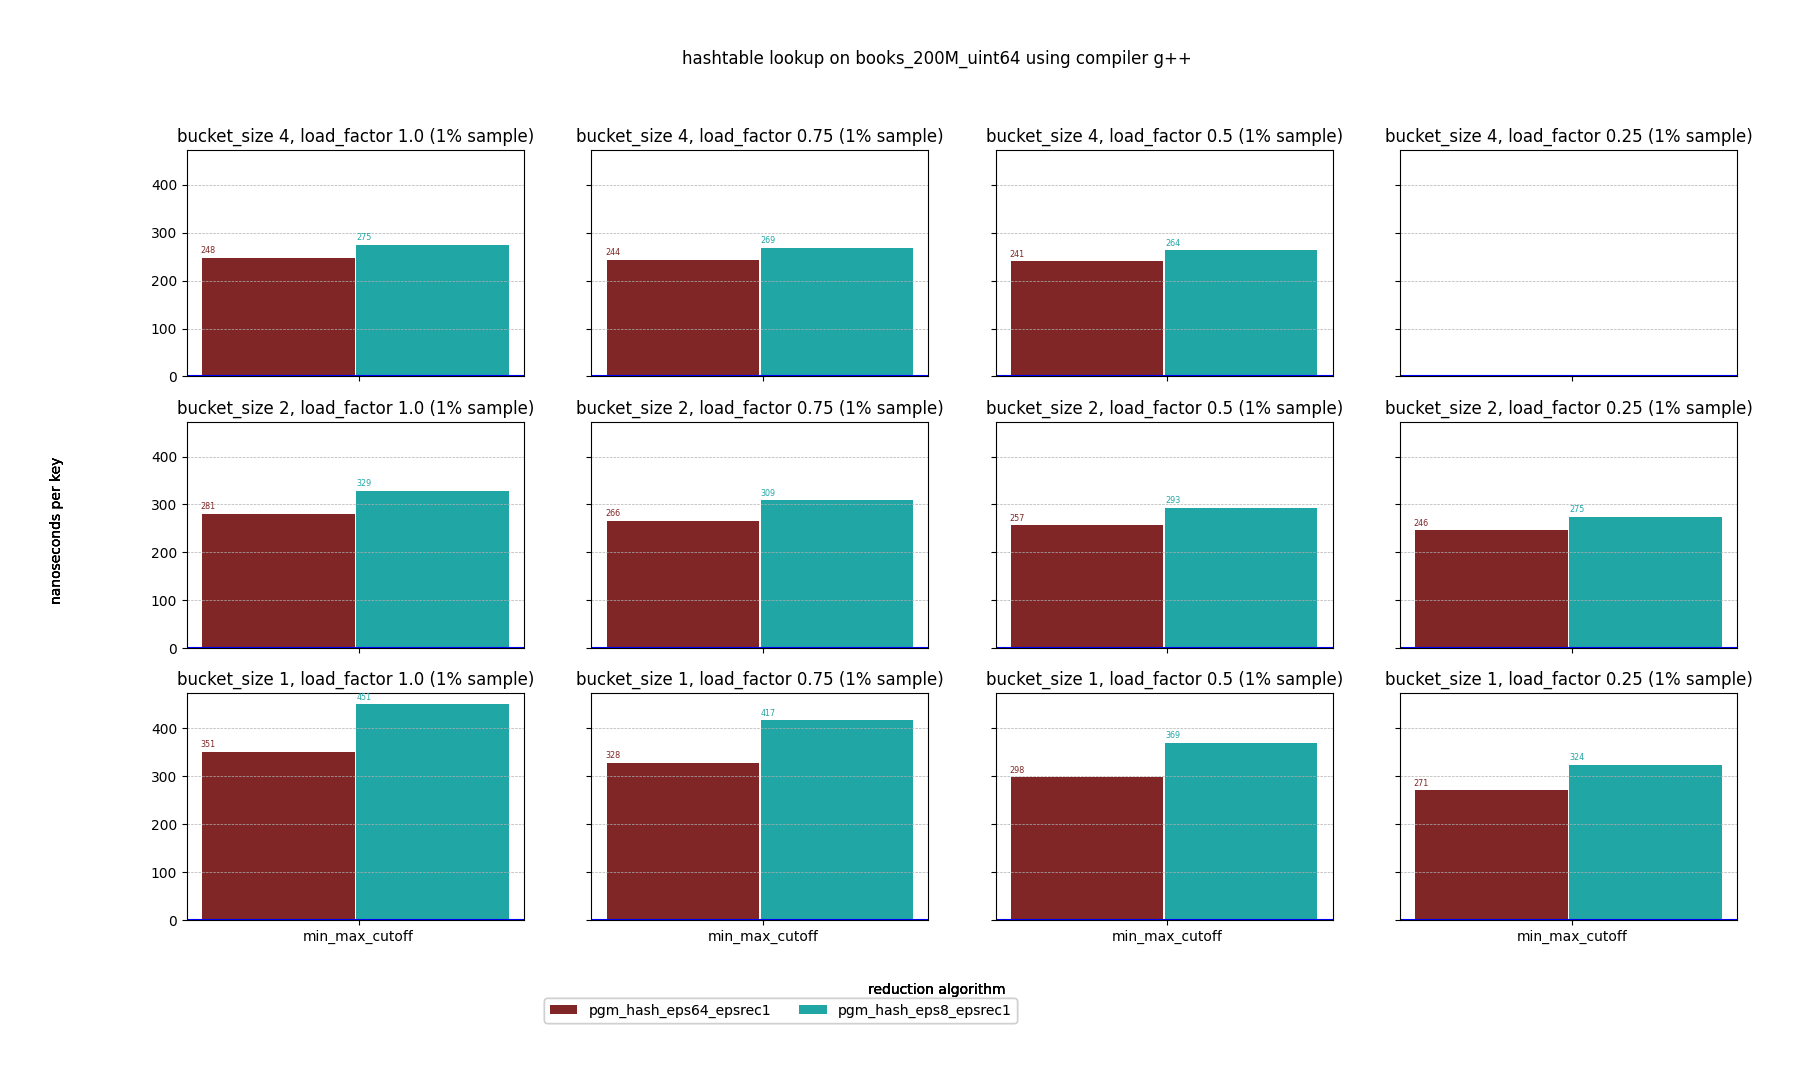 hashtable lookup on books_200M_uint64 using compiler g++
bucket_size 4, load_factor 1.0 (1% sample)
bucket_size 4, load_factor 0.75 (1% sample)
bucket_size 4, load_factor 0.5 (1% sample)
bucket_size 4, load_factor 0.25 (1% sample)
400
300
200
100
0
248
275
244
269
241
264
bucket_size 2, load_factor 1.0 (1% sample)
bucket_size 2, load_factor 0.75 (1% sample)
bucket_size 2, load_factor 0.5 (1% sample)
bucket_size 2, load_factor 0.25 (1% sample)
nanoseconds per key
400
300
200
100
0
281
329
266
309
257
293
246
275
bucket_size 1, load_factor 1.0 (1% sample)
bucket_size 1, load_factor 0.75 (1% sample)
bucket_size 1, load_factor 0.5 (1% sample)
bucket_size 1, load_factor 0.25 (1% sample)
400
300
200
100
0
351
451
328
417
298
369
271
324
min_max_cutoff
min_max_cutoff
min_max_cutoff
min_max_cutoff
reduction algorithm
pgm_hash_eps64_epsrec1
pgm_hash_eps8_epsrec1